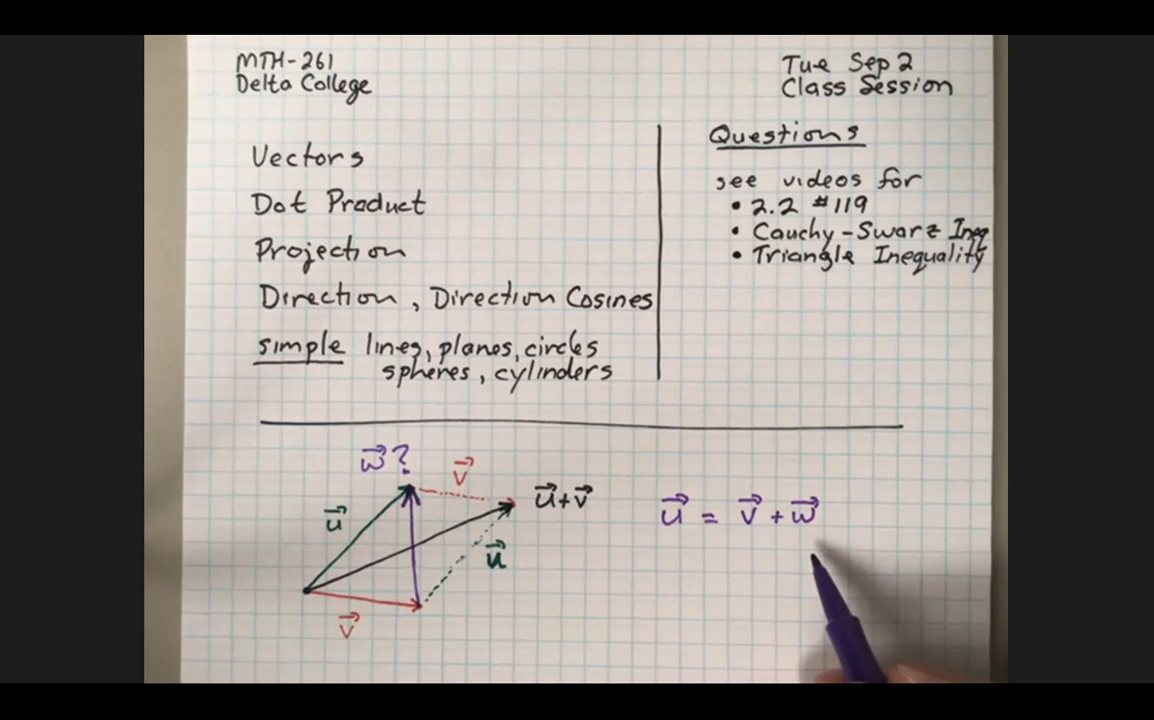 MTH-261
Delta College
Tue Sep 2
Class Session
Vectors
Dot Product
Projection
Direction, Direction Cosines
simple lines, planes, circles
spheres, cylinders
Questions
see videos for
• 2.2 #119
• Cauchy-Swarz Ineq
• Triangle Inequality
w⃗?
v⃗
u⃗+v⃗
u⃗
u⃗
v⃗
u⃗ = v⃗ + w⃗